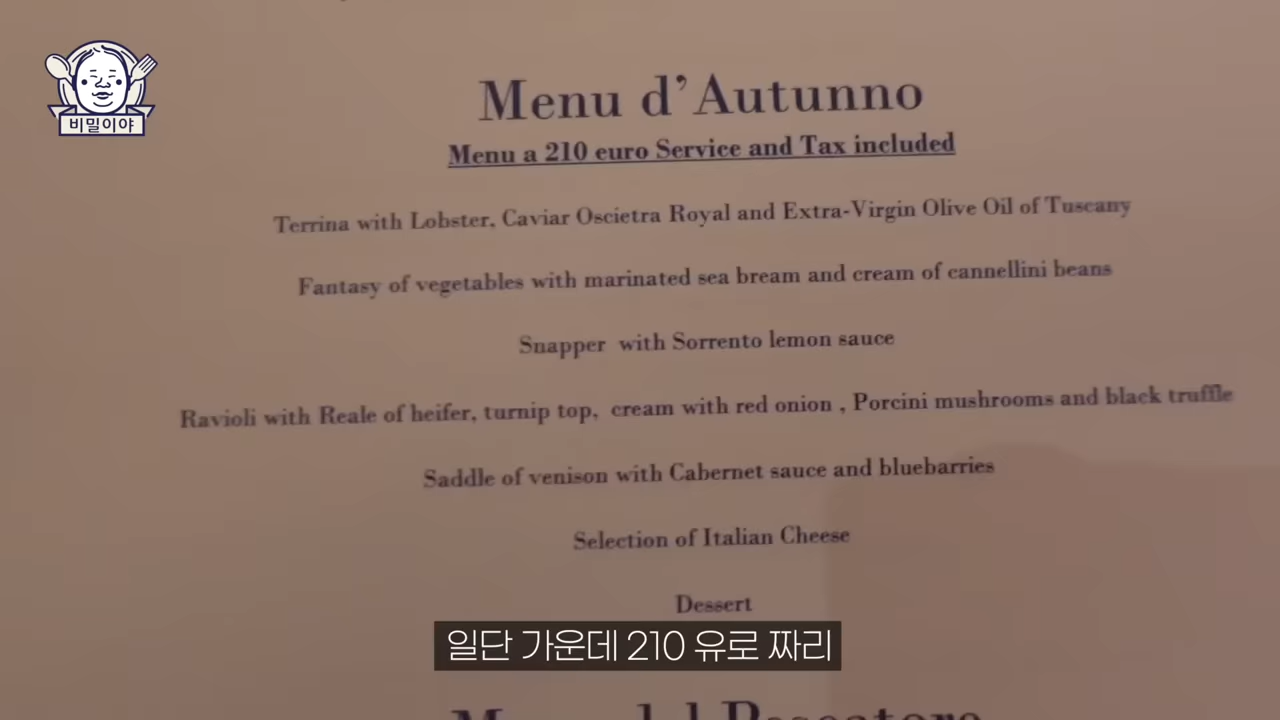 비밀이야
Menu d'Autunno
Menu a 210 euro Service and Tax included
Terrina with Lobster, Caviar Oscietra Royal and Extra-Virgin Olive Oil of Tuscany
Fantasy of vegetables with marinated sea bream and cream of cannellini beans
Snapper with Sorrento lemon sauce
Ravioli with Reale of heifer, turnip top, cream with red onion , Porcini mushrooms and black truffle
Saddle of venison with Cabernet sauce and bluebarries
Selection of Italian Cheese
Dessert
일단 가운데 210 유로 짜리